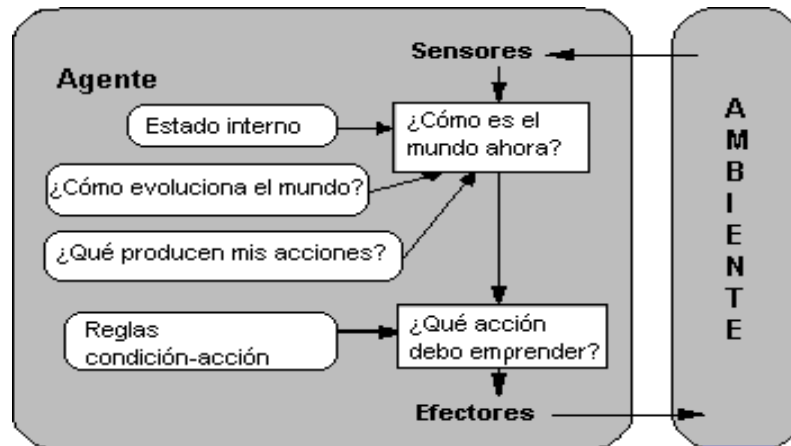 Sensores
Agente
Estado interno
¿Cómo es el
mundo ahora?
¿Cómo evoluciona el mundo?
¿Qué producen mis acciones?
Reglas
condición-acción
¿Qué acción
debo emprender?
Efectores
AMBIENTE